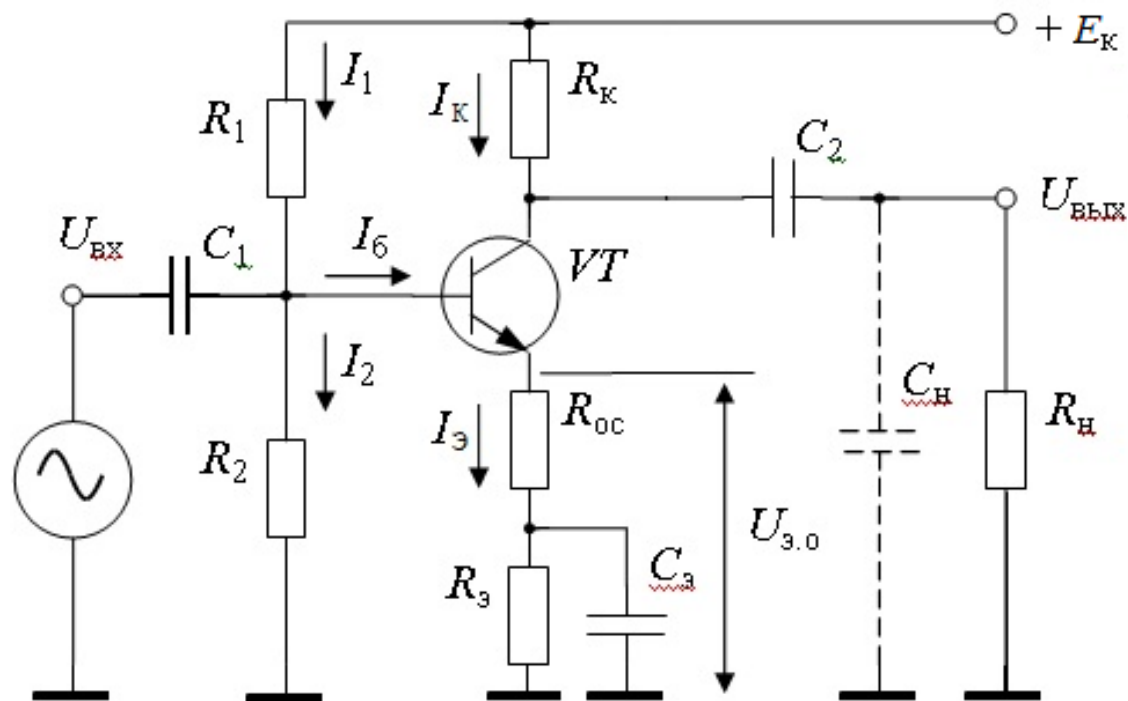 + Eк
I1
Iк
Rк
R1
C2
Uвх
C1
Iб
VT
Uвых
I2
Iэ
Rос
Cн
Rн
R2
Uэ.о
Rэ
Cэ